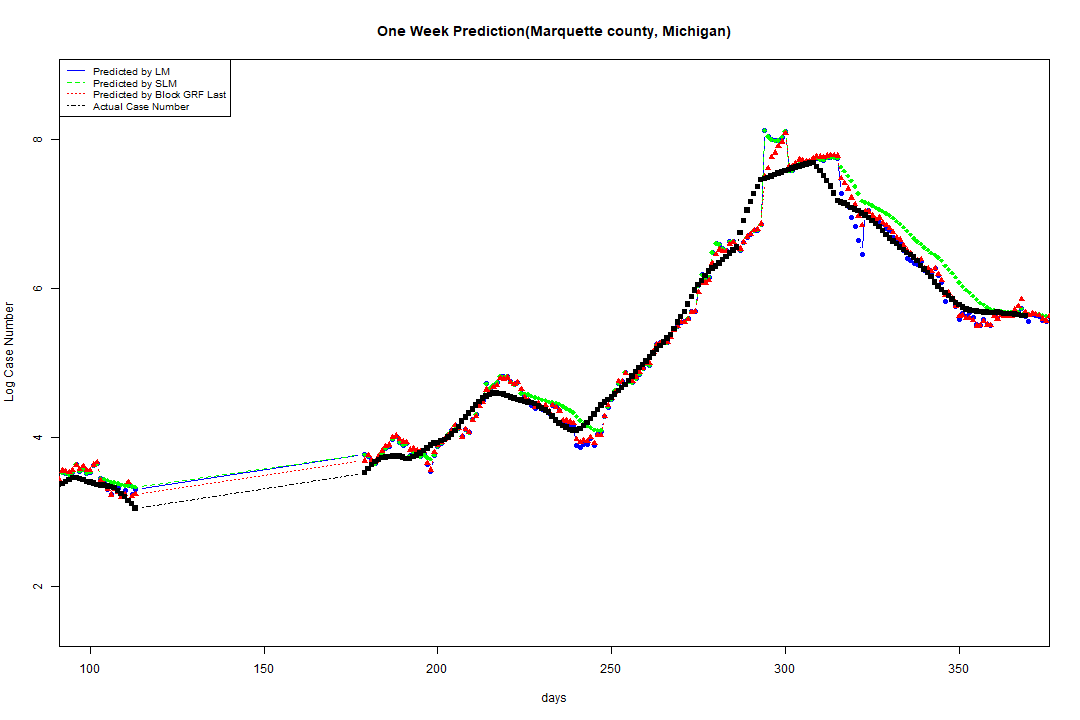 One Week Prediction(Marquette county, Michigan)
Predicted by LM
Predicted by SLM
Predicted by Block GRF Last
Actual Case Number
8
6
4
2
Log Case Number
100 150 200 250 300 350
days